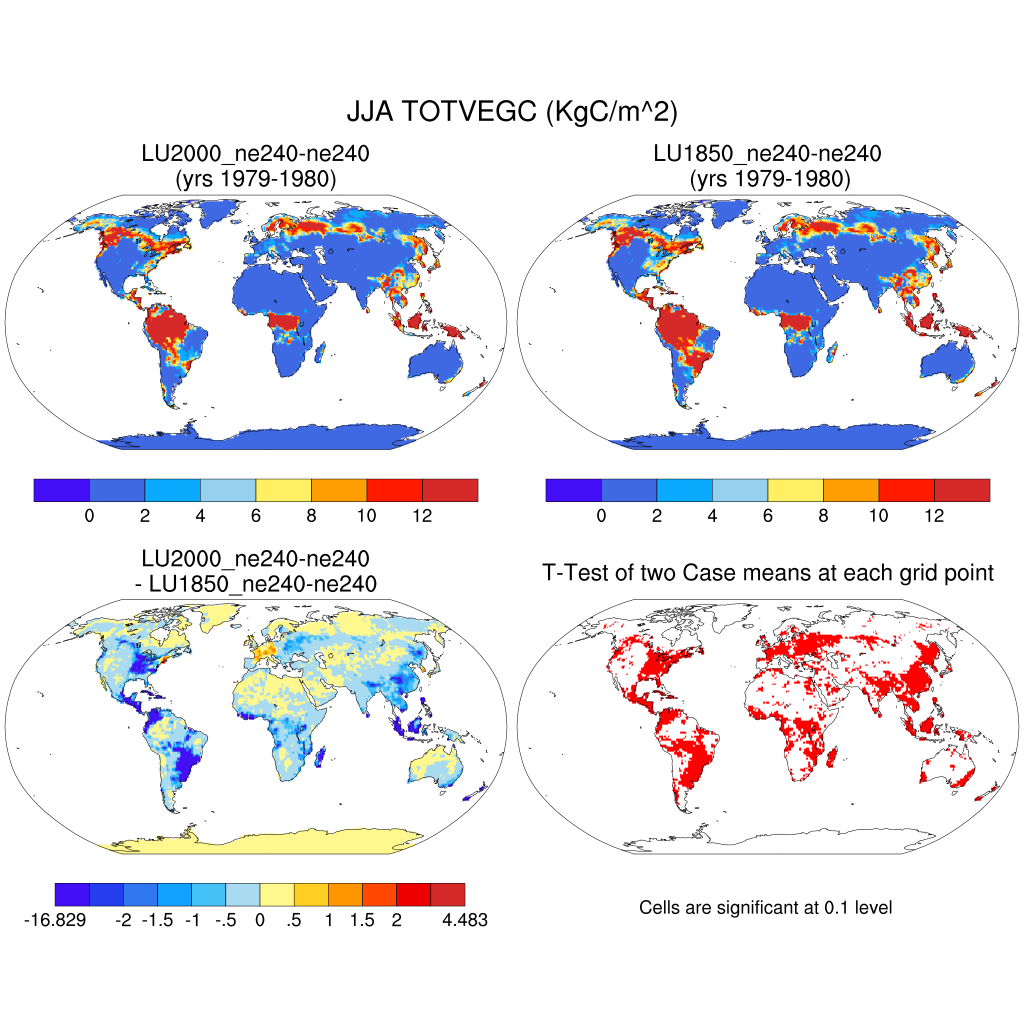 JJA TOTVEGC (KgC/m^2)
LU2000_ne240-ne240
(yrs 1979-1980)
LU1850_ne240-ne240
(yrs 1979-1980)
0 2 4 6 8 10 12
0 2 4 6 8 10 12
LU2000_ne240-ne240
- LU1850_ne240-ne240
T-Test of two Case means at each grid point
-16.829 -2 -1.5 -1 -.5 0 .5 1 1.5 2 4.483
Cells are significant at 0.1 level